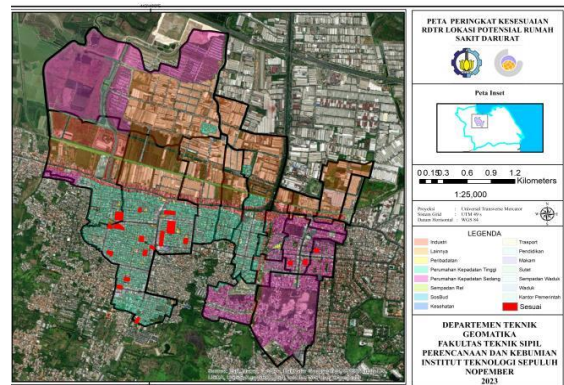 PETA PERINGKAT KESESUAIAN
RDTR LOKASI POTENSIAL RUMAH
SAKIT DARURAT
Peta Inset
0 0.15 0.3 0.6 0.9 1.2
Kilometers
1:25,000
Proyeksi : Universal Transverse Mercator
Sistem Grid : UTM 49 s
Datum Horizontal : WGS 84
LEGENDA
Industri
Lainnya
Peribadatan
Perumahan Kepadatan Tinggi
Perumahan Kepadatan Sedang
Sempadan Rel
SosBud
Kesehatan
Trasport
Pendidikan
Makam
Sutet
Sempadan Waduk
Waduk
Kantor Pemerintah
Sesuai
DEPARTEMEN TEKNIK
GEOMATIKA
FAKULTAS TEKNIK SIPIL
PERENCANAAN DAN KEBUMIAN
INSTITUT TEKNOLOGI SEPULUH
NOPEMBER
2023